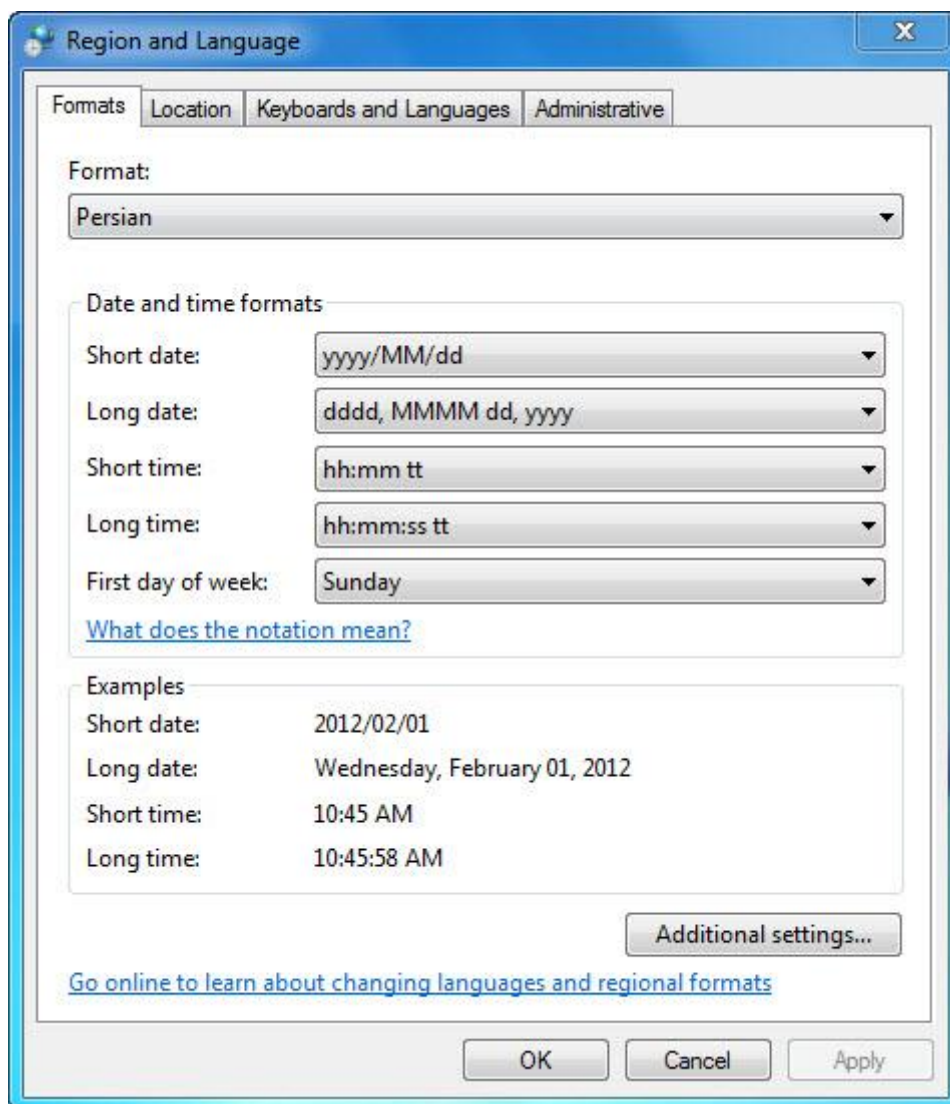 Region and Language
Formats Location Keyboards and Languages Administrative
Format:
Persian
Date and time formats
Short date: yyyy/MM/dd
Long date: dddd, MMMM dd, yyyy
Short time: hh:mm tt
Long time: hh:mm:ss tt
First day of week: Sunday
What does the notation mean?
Examples
Short date: 2012/02/01
Long date: Wednesday, February 01, 2012
Short time: 10:45 AM
Long time: 10:45:58 AM
Additional settings...
Go online to learn about changing languages and regional formats
OK Cancel Apply